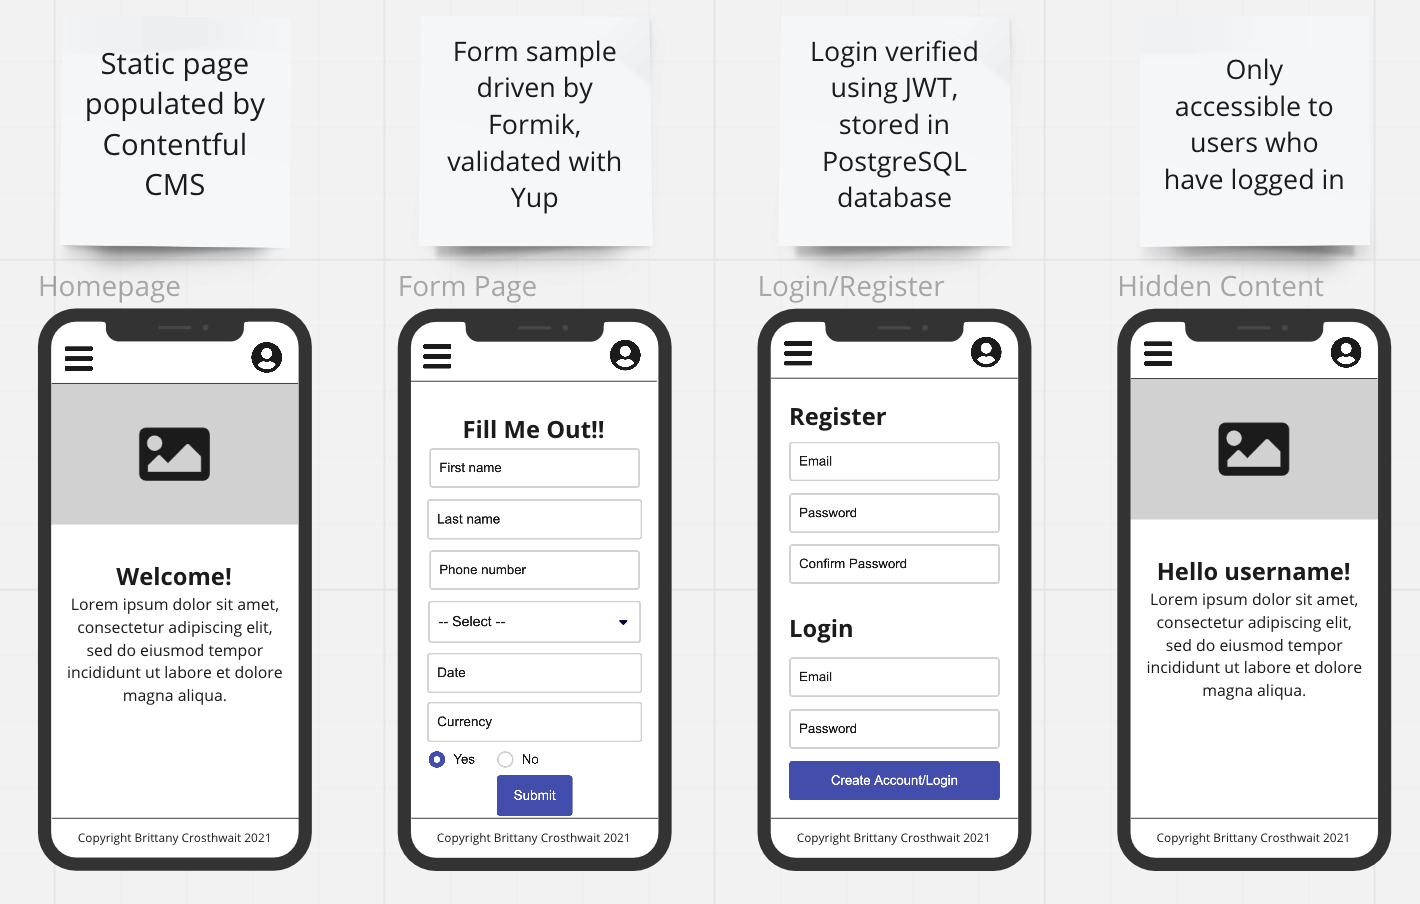 Static page
populated by
Contentful
CMS
Form sample
driven by
Formik,
validated with
Yup
Login verified
using JWT,
stored in
PostgreSQL
database
Only
accessible to
users who
have logged in
Homepage
Welcome!
Lorem ipsum dolor sit amet,
consectetur adipiscing elit,
sed do eiusmod tempor
incididunt ut labore et dolore
magna aliqua.
Copyright Brittany Crosthwait 2021
Form Page
Fill Me Out!!
First name
Last name
Phone number
-- Select --
Date
Currency
Yes No
Submit
Copyright Brittany Crosthwait 2021
Login/Register
Register
Email
Password
Confirm Password
Login
Email
Password
Create Account/Login
Copyright Brittany Crosthwait 2021
Hidden Content
Hello username!
Lorem ipsum dolor sit amet,
consectetur adipiscing elit,
sed do eiusmod tempor
incididunt ut labore et dolore
magna aliqua.
Copyright Brittany Crosthwait 2021